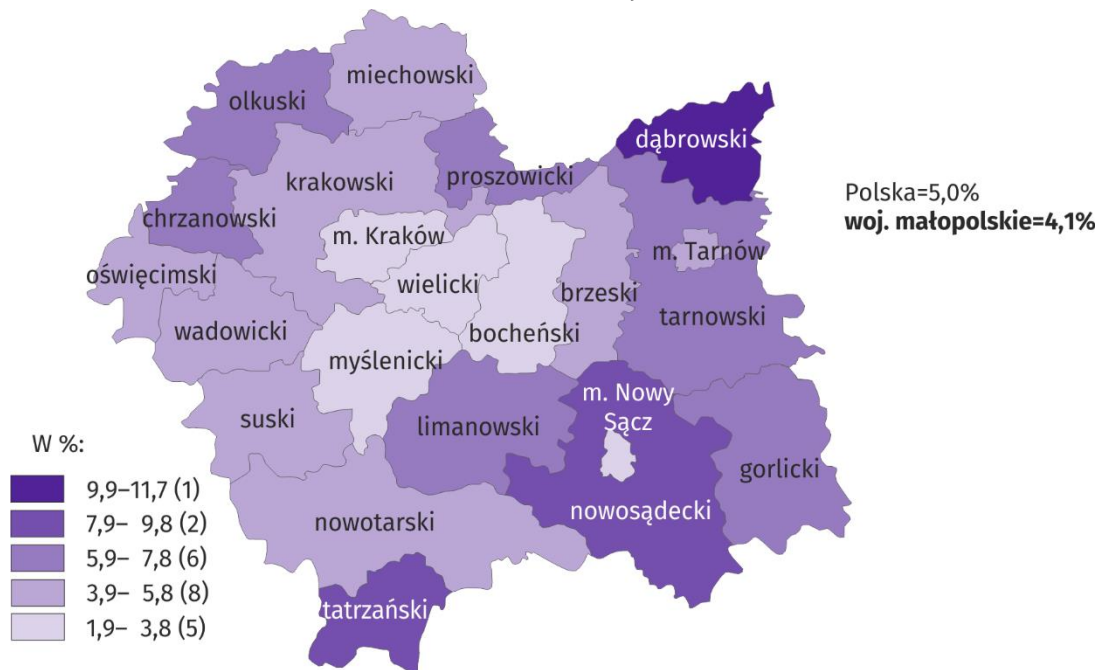 miechowski
olkuski
dąbrowski
krakowski
proszowicki
Polska=5,0%
woj. małopolskie=4,1%
chrzanowski
m. Kraków
m. Tarnów
oświęcimski
wielicki
brzeski
wadowicki
bocheński
tarnowski
myślenicki
m. Nowy
Sącz
suski
limanowski
gorlicki
nowosądecki
nowotarski
tatrzański
W %:
9,9–11,7 (1)
7,9– 9,8 (2)
5,9– 7,8 (6)
3,9– 5,8 (8)
1,9– 3,8 (5)